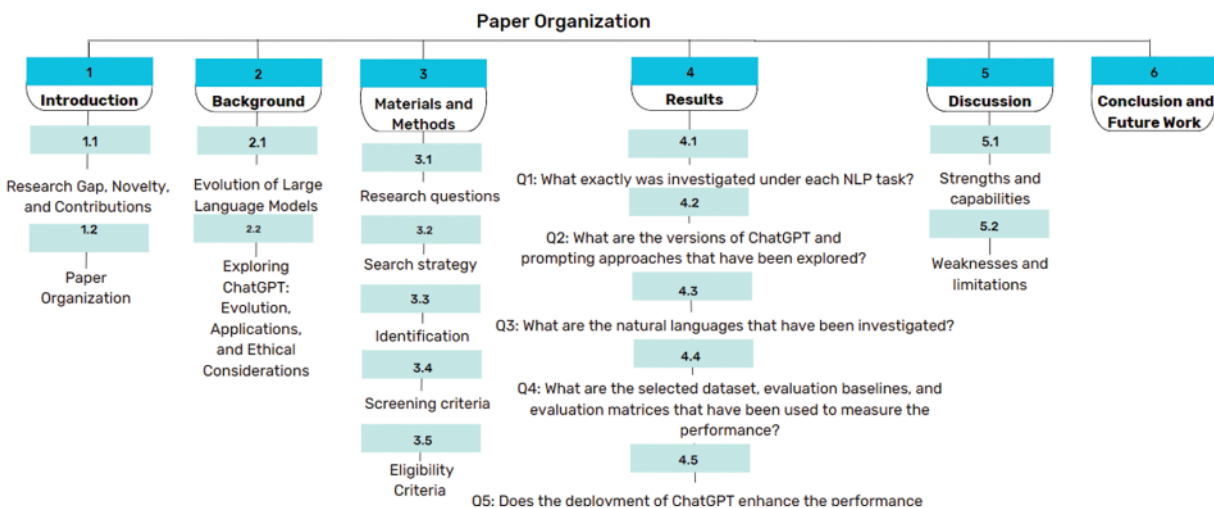 Paper Organization
1
Introduction
1.1
Research Gap, Novelty,
and Contributions
1.2
Paper
Organization
2
Background
2.1
Evolution of Large
Language Models
2.2
Exploring
ChatGPT:
Evolution,
Applications,
and Ethical
Considerations
3
Materials and
Methods
3.1
Research questions
3.2
Search strategy
3.3
Identification
3.4
Screening criteria
3.5
Eligibility
Criteria
4
Results
4.1
Q1: What exactly was investigated under each NLP task?
4.2
Q2: What are the versions of ChatGPT and
prompting approaches that have been explored?
4.3
Q3: What are the natural languages that have been investigated?
4.4
Q4: What are the selected dataset, evaluation baselines, and
evaluation matrices that have been used to measure the
performance?
4.5
Q5: Does the deployment of ChatGPT enhance the performance
5
Discussion
5.1
Strengths and
capabilities
5.2
Weaknesses and
limitations
6
Conclusion and
Future Work